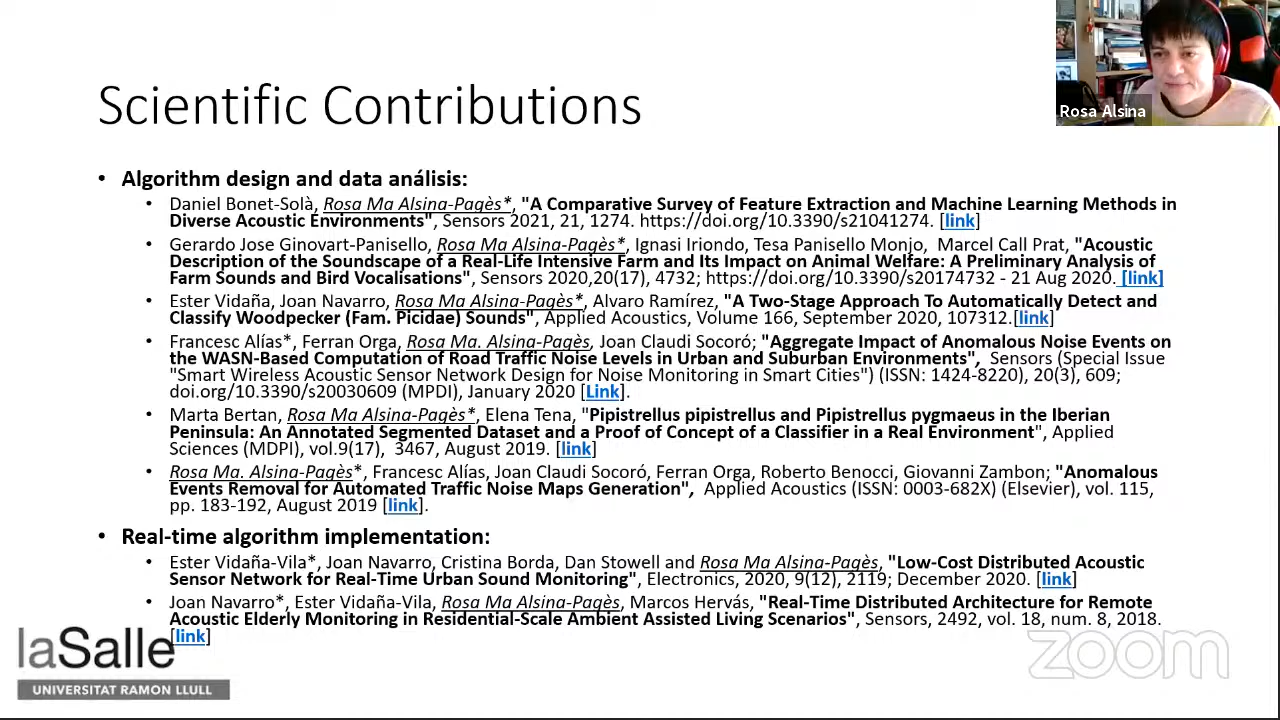 Scientific Contributions
Rosa Alsina
• Algorithm design and data análisis:
• Daniel Bonet-Solà, Rosa Ma Alsina-Pagès*, "A Comparative Survey of Feature Extraction and Machine Learning Methods in
Diverse Acoustic Environments", Sensors 2021, 21, 1274. https://doi.org/10.3390/s21041274. [link]
• Gerardo Jose Ginovart-Panisello, Rosa Ma Alsina-Pagès*, Ignasi Iriondo, Tesa Panisello Monjo, Marcel Call Prat, "Acoustic
Description of the Soundscape of a Real-Life Intensive Farm and Its Impact on Animal Welfare: A Preliminary Analysis of
Farm Sounds and Bird Vocalisations", Sensors 2020,20(17), 4732; https://doi.org/10.3390/s20174732 - 21 Aug 2020. [link]
• Ester Vidaña, Joan Navarro, Rosa Ma Alsina-Pagès*, Alvaro Ramírez, "A Two-Stage Approach To Automatically Detect and
Classify Woodpecker (Fam. Picidae) Sounds", Applied Acoustics, Volume 166, September 2020, 107312.[link]
• Francesc Alías*, Ferran Orga, Rosa Ma. Alsina-Pagès, Joan Claudi Socoró; "Aggregate Impact of Anomalous Noise Events on
the WASN-Based Computation of Road Traffic Noise Levels in Urban and Suburban Environments", Sensors (Special Issue
"Smart Wireless Acoustic Sensor Network Design for Noise Monitoring in Smart Cities") (ISSN: 1424-8220), 20(3), 609;
doi.org/10.3390/s20030609 (MPDI), January 2020 [Link].
• Marta Bertan, Rosa Ma Alsina-Pagès*, Elena Tena, "Pipistrellus pipistrellus and Pipistrellus pygmaeus in the Iberian
Peninsula: An Annotated Segmented Dataset and a Proof of Concept of a Classifier in a Real Environment", Applied
Sciences (MDPI), vol.9(17), 3467, August 2019. [link]
• Rosa Ma. Alsina-Pagès*, Francesc Alías, Joan Claudi Socoró, Ferran Orga, Roberto Benocci, Giovanni Zambon; "Anomalous
Events Removal for Automated Traffic Noise Maps Generation", Applied Acoustics (ISSN: 0003-682X) (Elsevier), vol. 115,
pp. 183-192, August 2019 [link].
• Real-time algorithm implementation:
• Ester Vidaña-Vila*, Joan Navarro, Cristina Borda, Dan Stowell and Rosa Ma Alsina-Pagès, "Low-Cost Distributed Acoustic
Sensor Network for Real-Time Urban Sound Monitoring", Electronics, 2020, 9(12), 2119; December 2020. [link]
• Joan Navarro*, Ester Vidaña-Vila, Rosa Ma Alsina-Pagès, Marcos Hervás, "Real-Time Distributed Architecture for Remote
Acoustic Elderly Monitoring in Residential-Scale Ambient Assisted Living Scenarios", Sensors, 2492, vol. 18, num. 8, 2018.
[link]
laSalle
UNIVERSITAT RAMON LLULL
zoom